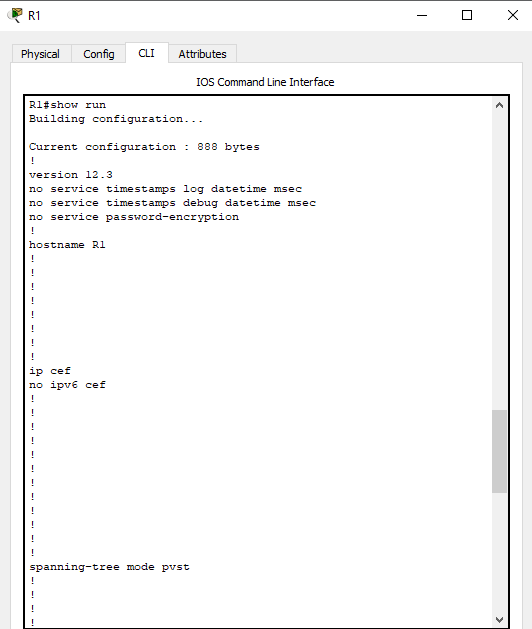 R1
Physical Config CLI Attributes
IOS Command Line Interface
R1#show run
Building configuration...
Current configuration : 888 bytes
!
version 12.3
no service timestamps log datetime msec
no service timestamps debug datetime msec
no service password-encryption
!
hostname R1
!
!
!
!
!
!
!
!
ip cef
no ipv6 cef
!
!
!
!
!
!
!
!
!
!
!
!
spanning-tree mode pvst
!
!
!
!